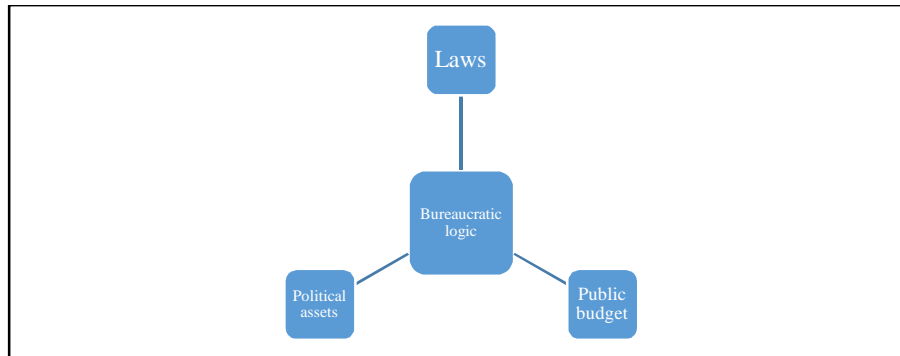 Laws
Bureaucratic
logic
Political
assets
Public
budget